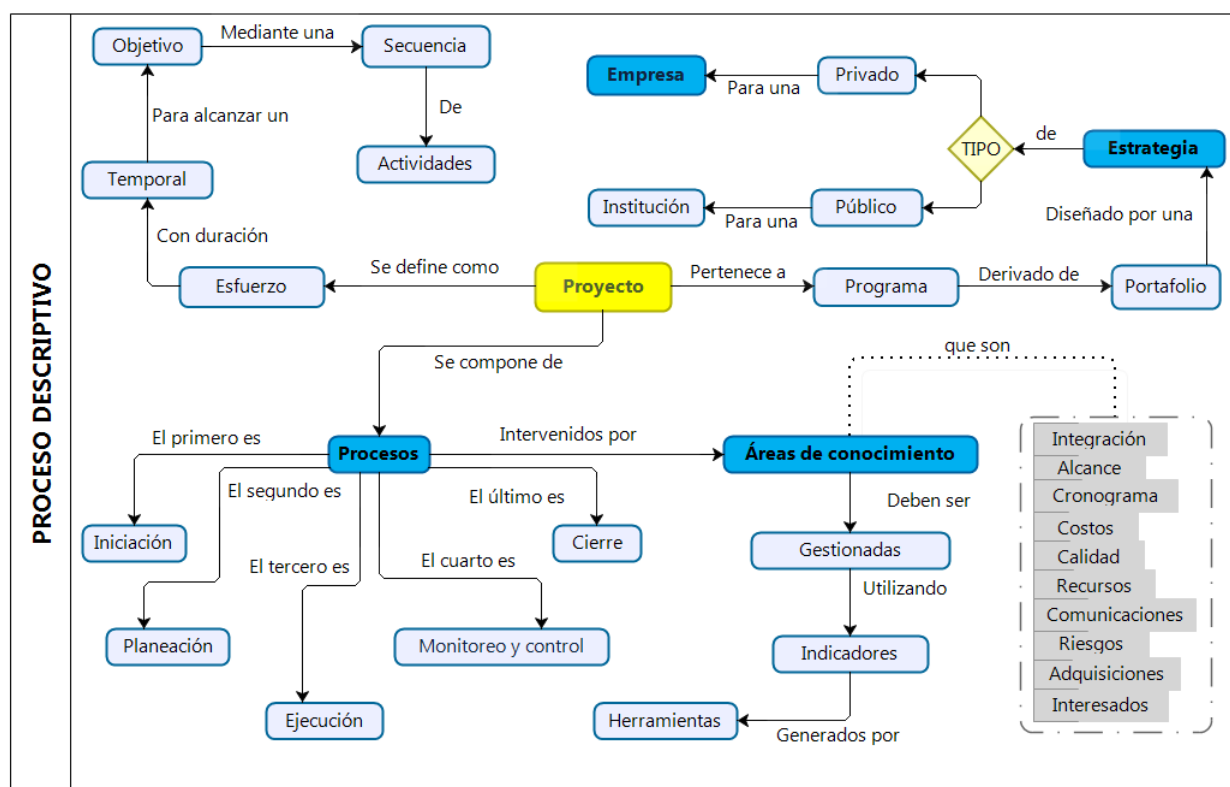 PROCESO DESCRIPTIVO
Objetivo
Mediante una
Secuencia
De
Actividades
Para alcanzar un
Temporal
Con duración
Esfuerzo
Se define como
Proyecto
Pertenece a
Programa
Derivado de
Portafolio
Diseñado por una
Estrategia
de
TIPO
Privado
Para una
Empresa
Público
Para una
Institución
Se compone de
Procesos
El primero es
Iniciación
El segundo es
Planeación
El tercero es
Ejecución
El cuarto es
Monitoreo y control
El último es
Cierre
Intervenidos por
Áreas de conocimiento
que son
Integración
Alcance
Cronograma
Costos
Calidad
Recursos
Comunicaciones
Riesgos
Adquisiciones
Interesados
Deben ser
Gestionadas
Utilizando
Indicadores
Generados por
Herramientas